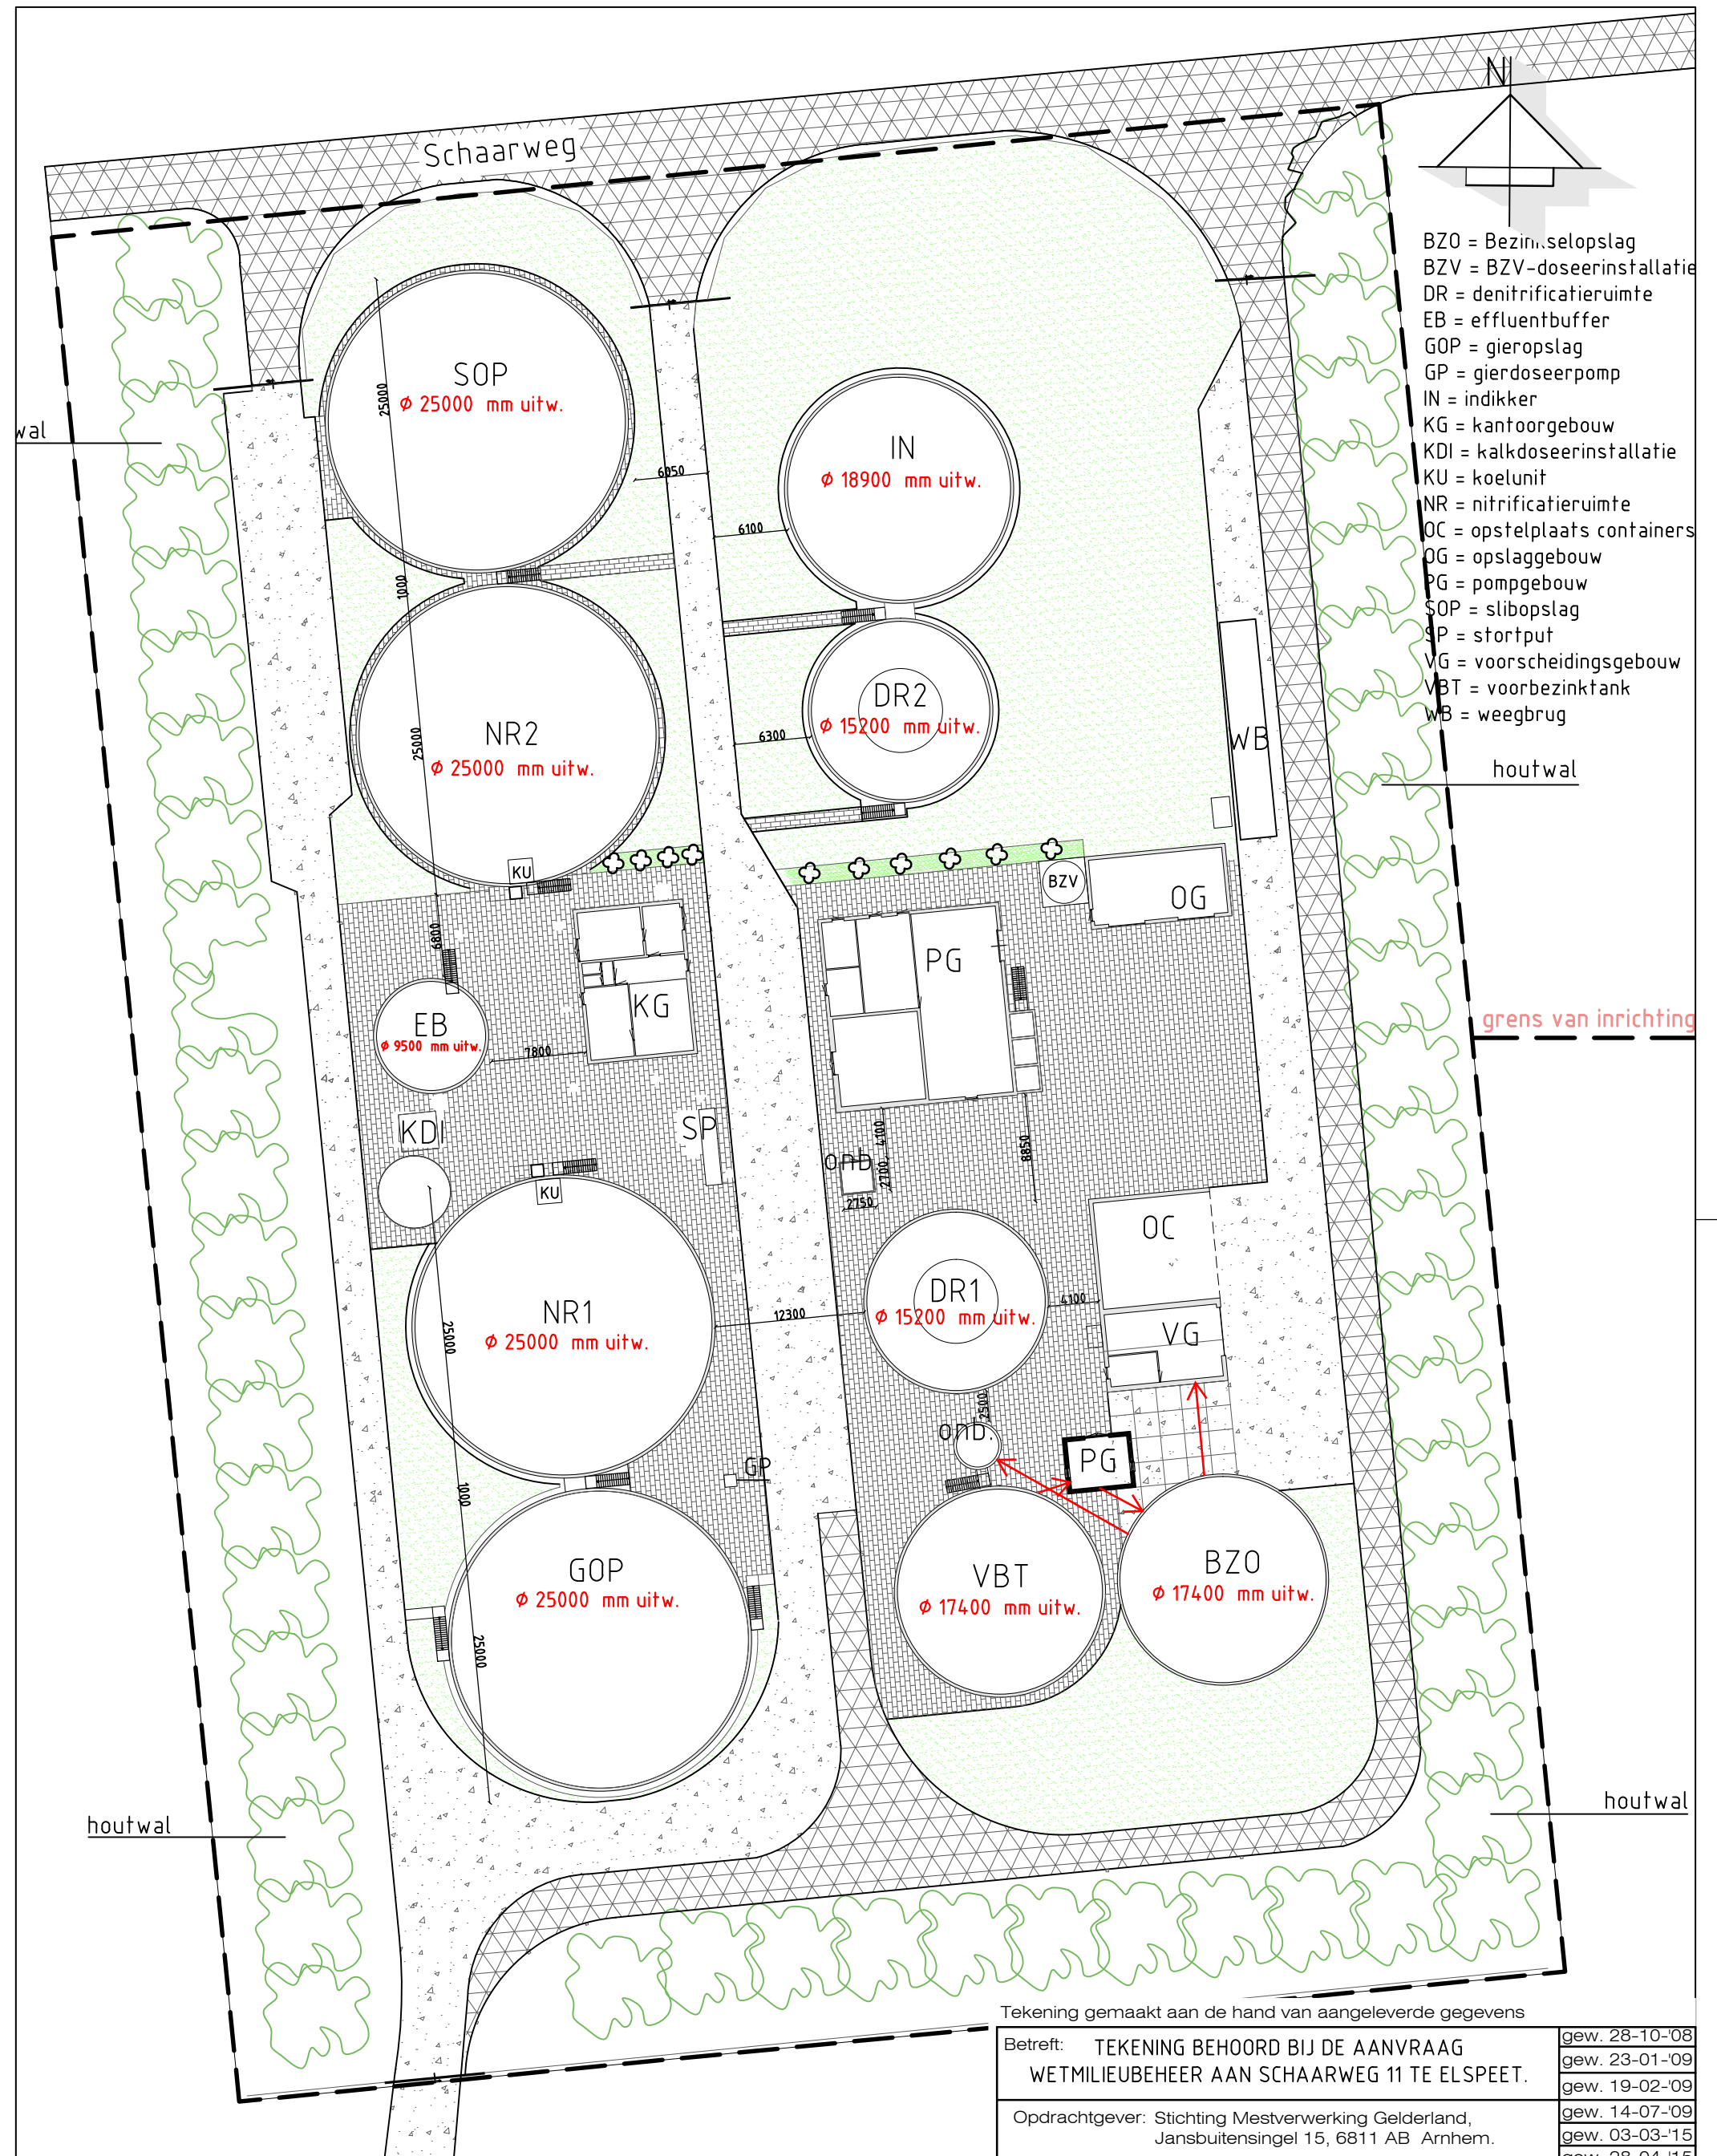 Schaarweg
N
BZO = Bezinkselopslag
BZV = BZV-doseerinstallatie
DR = denitrificatieruimte
EB = effluentbuffer
GOP = gieropslag
GP = gierdoseerpomp
IN = indikker
KG = kantoorgebouw
KDI = kalkdoseerinstallatie
KU = koelunit
NR = nitrificatieruimte
OC = opstelplaats containers
OG = opslaggebouw
PG = pompgebouw
SOP = slibopslag
SP = stortput
VG = voorscheidingsgebouw
VBT = voorbezinktank
WB = weegbrug
SOP
Ø 25000 mm uitw.
25000
wal
6050
IN
Ø 18900 mm uitw.
6100
1000
DR2
Ø 15200 mm uitw.
6300
NR2
Ø 25000 mm uitw.
25000
WB
houtwal
KU
BZV
OG
6800
PG
KG
EB
Ø 9500 mm uitw.
7800
grens van inrichting
KDI
SP
4100
onb.
2700
2750
8850
KU
OC
NR1
Ø 25000 mm uitw.
25000
12300
DR1
Ø 15200 mm uitw.
4100
VG
2500
onb.
PG
GP
1000
GOP
Ø 25000 mm uitw.
25000
VBT
Ø 17400 mm uitw.
BZO
Ø 17400 mm uitw.
houtwal
houtwal
Tekening gemaakt aan de hand van aangeleverde gegevens
Betreft: TEKENING BEHOORD BIJ DE AANVRAAG
WETMILIEUBEHEER AAN SCHAARWEG 11 TE ELSPEET.
Opdrachtgever: Stichting Mestverwerking Gelderland,
Jansbuitensingel 15, 6811 AB Arnhem.
gew. 28-10-'08
gew. 23-01-'09
gew. 19-02-'09
gew. 14-07-'09
gew. 03-03-'15
gew. 28-04-'15